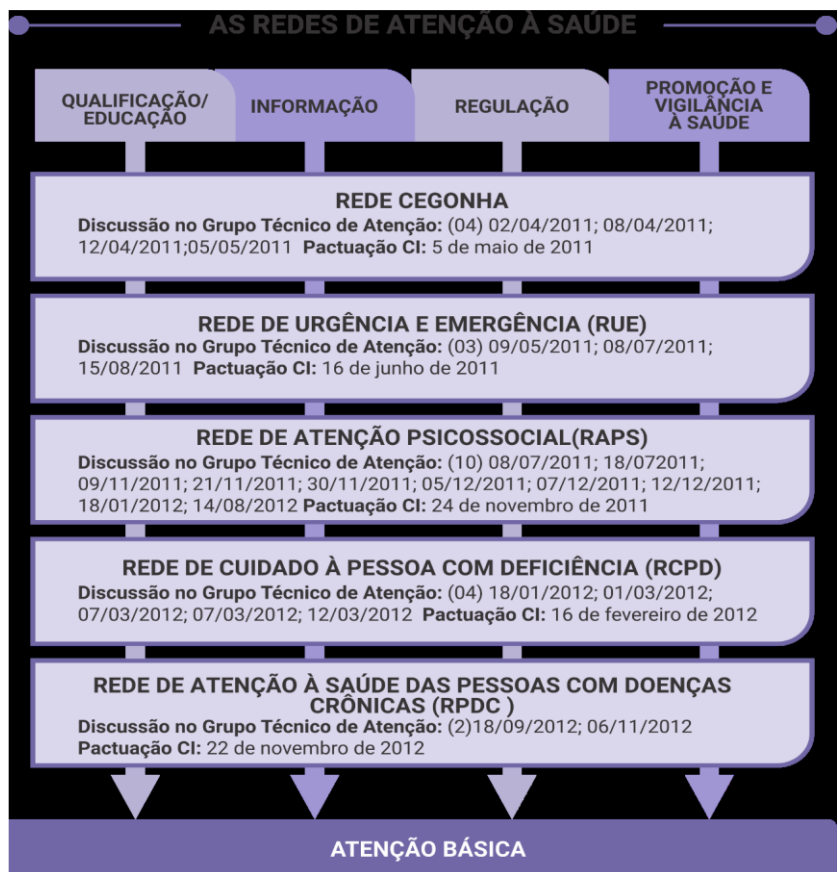 AS REDES DE ATENÇÃO À SAÚDE
QUALIFICAÇÃO/
EDUCAÇÃO
INFORMAÇÃO
REGULAÇÃO
PROMOÇÃO E
VIGILÂNCIA
À SAÚDE
REDE CEGONHA
Discussão no Grupo Técnico de Atenção: (04) 02/04/2011; 08/04/2011;
12/04/2011;05/05/2011 Pactuação CI: 5 de maio de 2011
REDE DE URGÊNCIA E EMERGÊNCIA (RUE)
Discussão no Grupo Técnico de Atenção: (03) 09/05/2011; 08/07/2011;
15/08/2011 Pactuação CI: 16 de junho de 2011
REDE DE ATENÇÃO PSICOSSOCIAL(RAPS)
Discussão no Grupo Técnico de Atenção: (10) 08/07/2011; 18/072011;
09/11/2011; 21/11/2011; 30/11/2011; 05/12/2011; 07/12/2011; 12/12/2011;
18/01/2012; 14/08/2012 Pactuação CI: 24 de novembro de 2011
REDE DE CUIDADO À PESSOA COM DEFICIÊNCIA (RCPD)
Discussão no Grupo Técnico de Atenção: (04) 18/01/2012; 01/03/2012;
07/03/2012; 07/03/2012; 12/03/2012 Pactuação CI: 16 de fevereiro de 2012
REDE DE ATENÇÃO À SAÚDE DAS PESSOAS COM DOENÇAS
CRÔNICAS (RPDC )
Discussão no Grupo Técnico de Atenção: (2)18/09/2012; 06/11/2012
Pactuação CI: 22 de novembro de 2012
ATENÇÃO BÁSICA